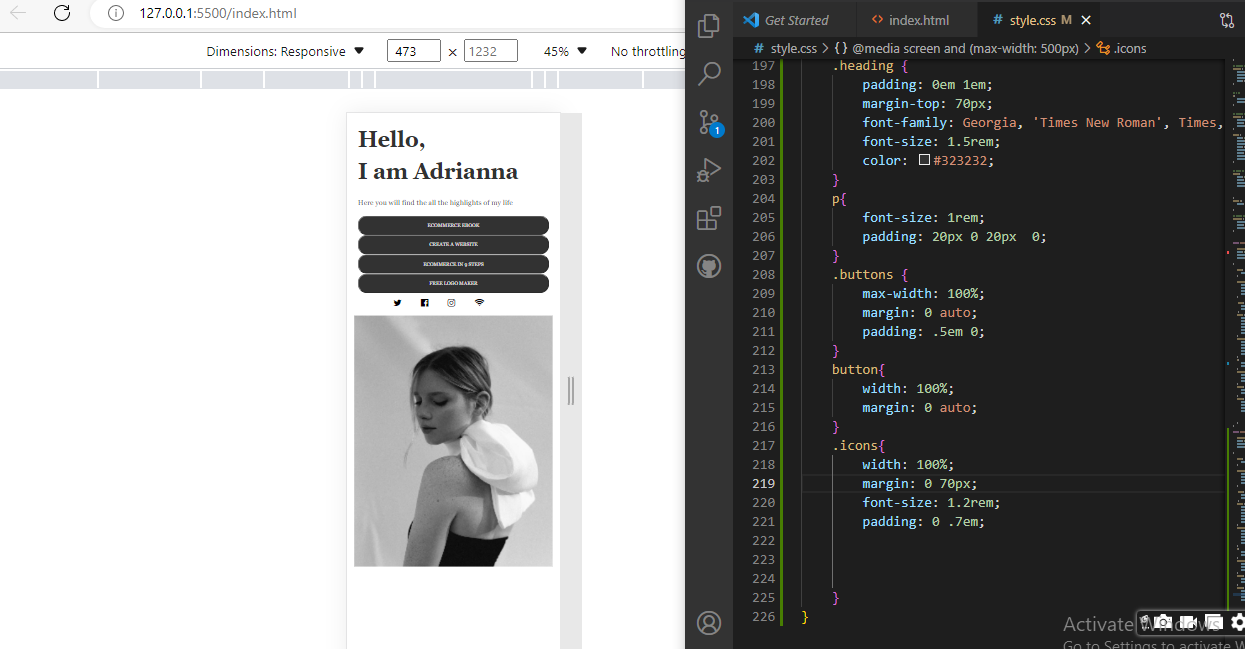 127.0.0.1:5500/index.html
Dimensions: Responsive ▼ 473 × 1232 45% ▼ No throttling
Hello,
I am Adrianna
Here you will find the all the highlights of my life
ECOMMERCE EBOOK
CREATE A WEBSITE
ECOMMERCE IN 9 STEPS
FREE LOGO MAKER
1
Get Started <> index.html # style.css M ×
# style.css > {} @media screen and (max-width: 500px) > .icons
197 .heading {
198 padding: 0em 1em;
199 margin-top: 70px;
200 font-family: Georgia, 'Times New Roman', Times,
201 font-size: 1.5rem;
202 color: #323232;
203 }
204 p{
205 font-size: 1rem;
206 padding: 20px 0 20px  0;
207 }
208 .buttons {
209 max-width: 100%;
210 margin: 0 auto;
211 padding: .5em 0;
212 }
213 button{
214 width: 100%;
215 margin: 0 auto;
216 }
217 .icons{
218 width: 100%;
219 margin: 0 70px;
220 font-size: 1.2rem;
221 padding: 0 .7em;
222
223
224
225 }
226 }
Activate Windows
Go to Settings to activate W